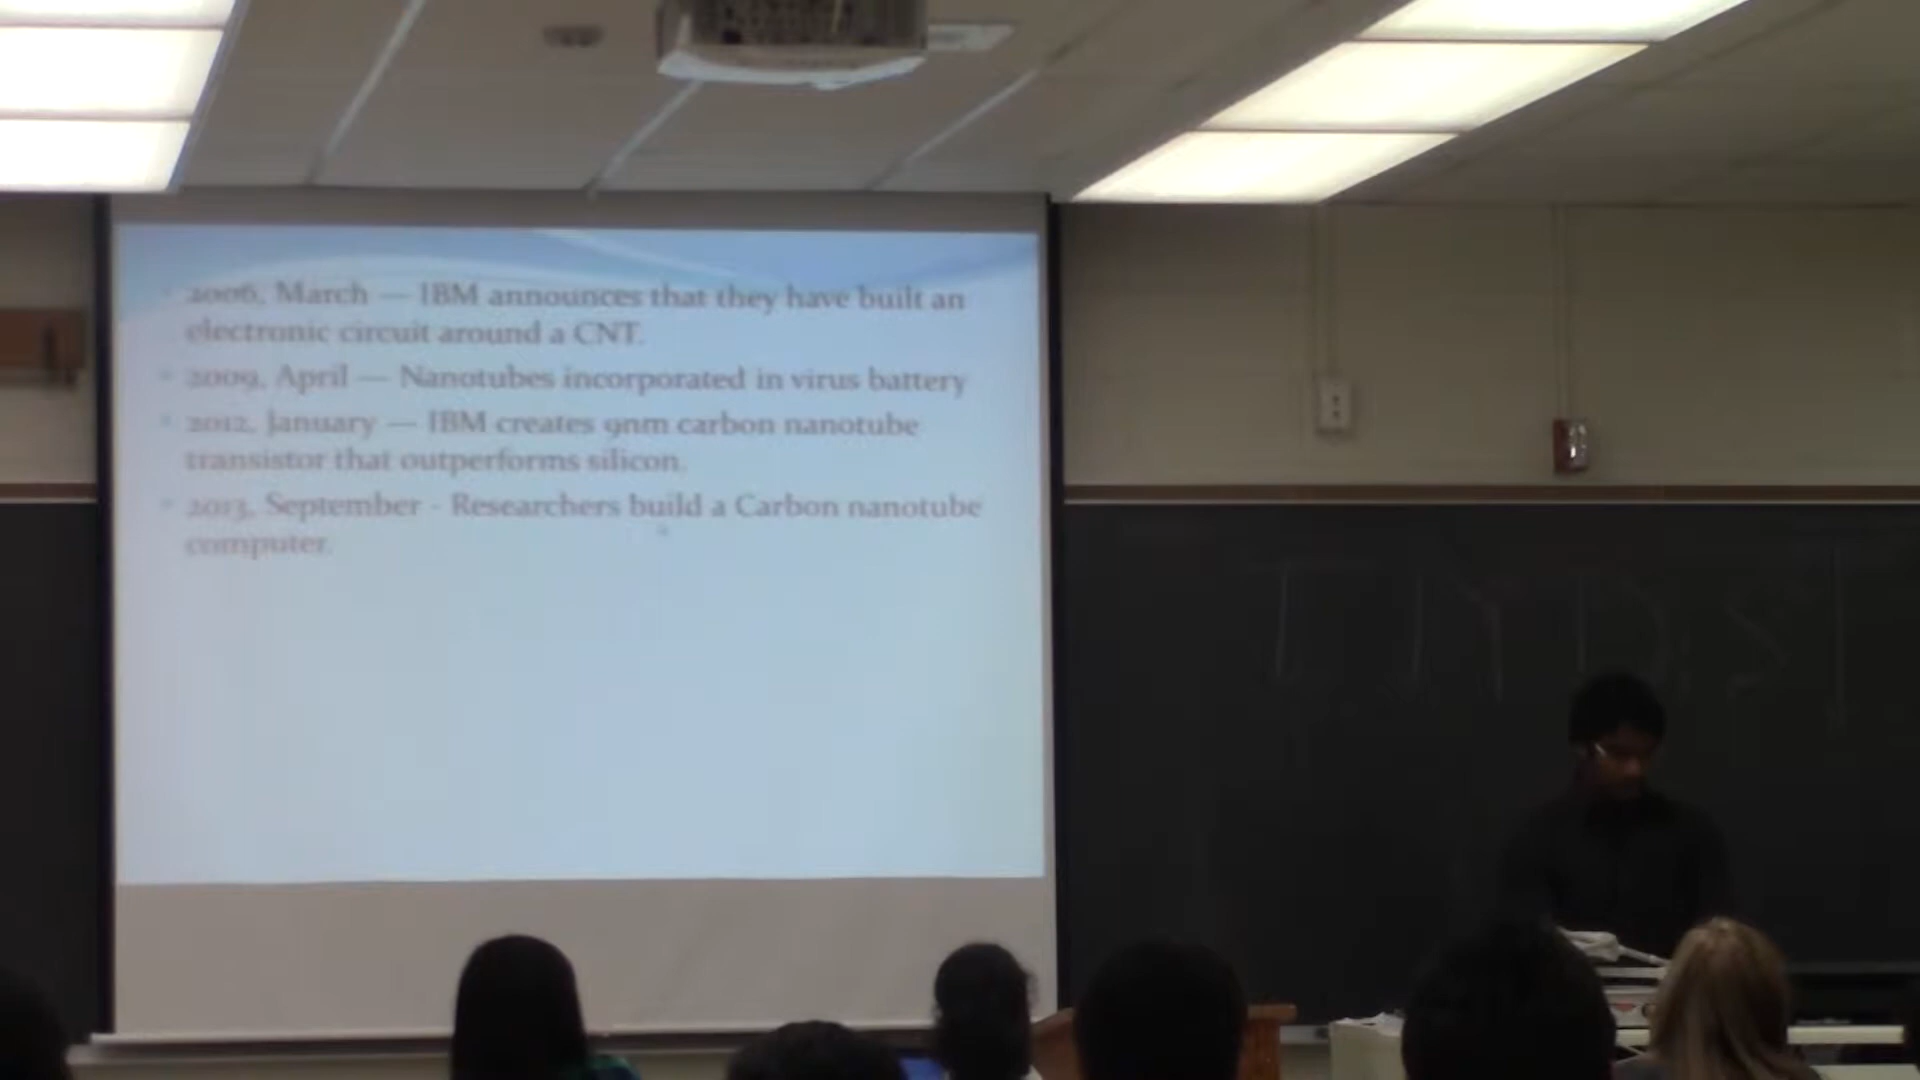 2006, March — IBM announces that they have built an
electronic circuit around a CNT.
2009, April — Nanotubes incorporated in virus battery
2012, January — IBM creates 9nm carbon nanotube
transistor that outperforms silicon.
2013, September - Researchers build a Carbon nanotube
computer.